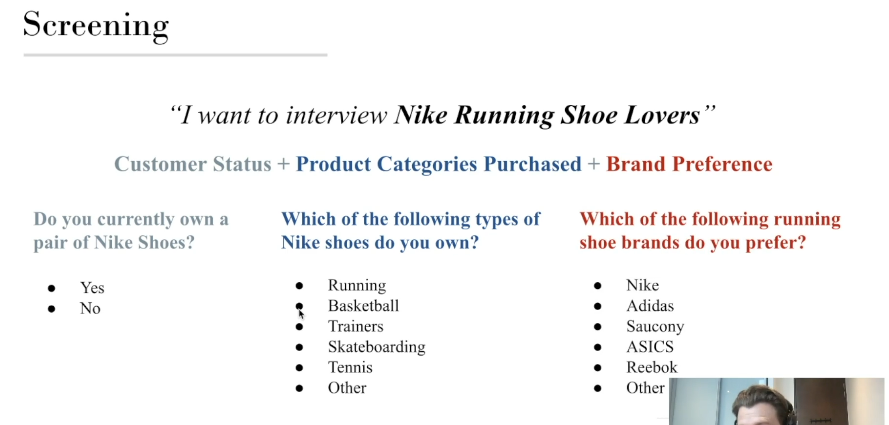 Screening
“I want to interview Nike Running Shoe Lovers”
Customer Status + Product Categories Purchased + Brand Preference
Do you currently own a
pair of Nike Shoes?
● Yes
● No
Which of the following types of
Nike shoes do you own?
● Running
● Basketball
● Trainers
● Skateboarding
● Tennis
● Other
Which of the following running
shoe brands do you prefer?
● Nike
● Adidas
● Saucony
● ASICS
● Reebok
● Other